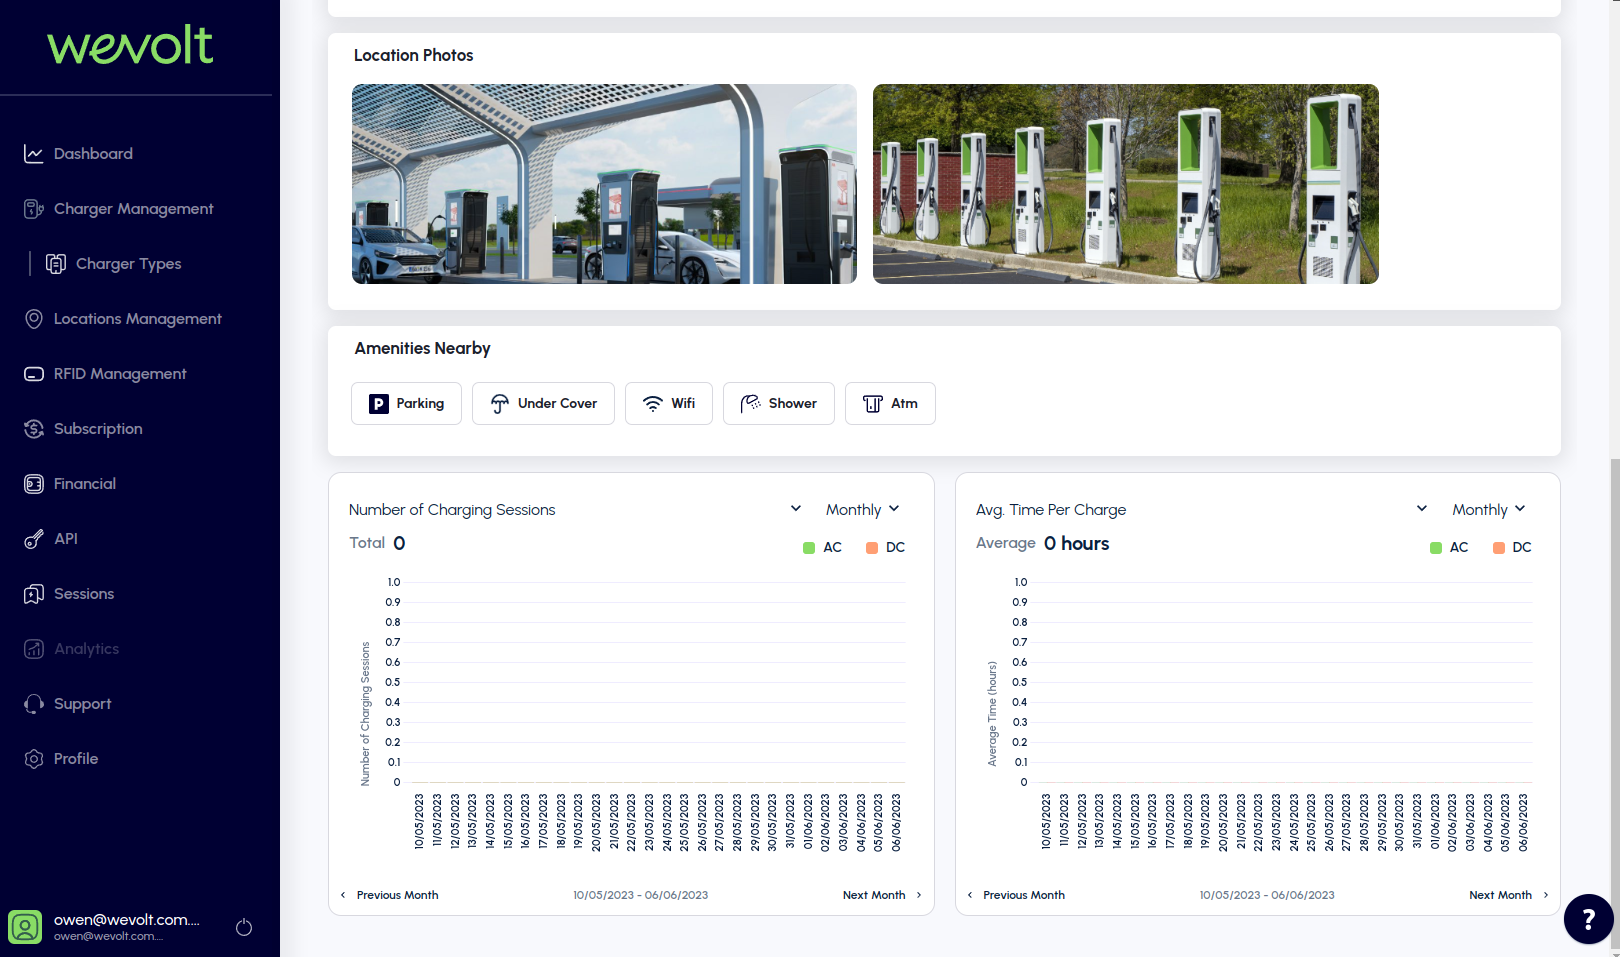 wevolt
Dashboard
Charger Management
Charger Types
Locations Management
RFID Management
Subscription
Financial
API
Sessions
Analytics
Support
Profile
owen@wevolt.com....
owen@wevolt.com....
Location Photos
Amenities Nearby
P Parking
Under Cover
Wifi
Shower
Atm
Number of Charging Sessions
Monthly
Total 0
AC
DC
Number of Charging Sessions
1.0
0.9
0.8
0.7
0.6
0.5
0.4
0.3
0.2
0.1
0
10/05/2023
11/05/2023
12/05/2023
13/05/2023
14/05/2023
15/05/2023
16/05/2023
17/05/2023
18/05/2023
19/05/2023
20/05/2023
21/05/2023
22/05/2023
23/05/2023
24/05/2023
25/05/2023
26/05/2023
27/05/2023
28/05/2023
29/05/2023
30/05/2023
31/05/2023
01/06/2023
02/06/2023
03/06/2023
04/06/2023
05/06/2023
06/06/2023
Previous Month
10/05/2023 - 06/06/2023
Next Month
Avg. Time Per Charge
Monthly
Average 0 hours
AC
DC
Average Time (hours)
1.0
0.9
0.8
0.7
0.6
0.5
0.4
0.3
0.2
0.1
0
10/05/2023
11/05/2023
12/05/2023
13/05/2023
14/05/2023
15/05/2023
16/05/2023
17/05/2023
18/05/2023
19/05/2023
20/05/2023
21/05/2023
22/05/2023
23/05/2023
24/05/2023
25/05/2023
26/05/2023
27/05/2023
28/05/2023
29/05/2023
30/05/2023
31/05/2023
01/06/2023
02/06/2023
03/06/2023
04/06/2023
05/06/2023
06/06/2023
Previous Month
10/05/2023 - 06/06/2023
Next Month
?